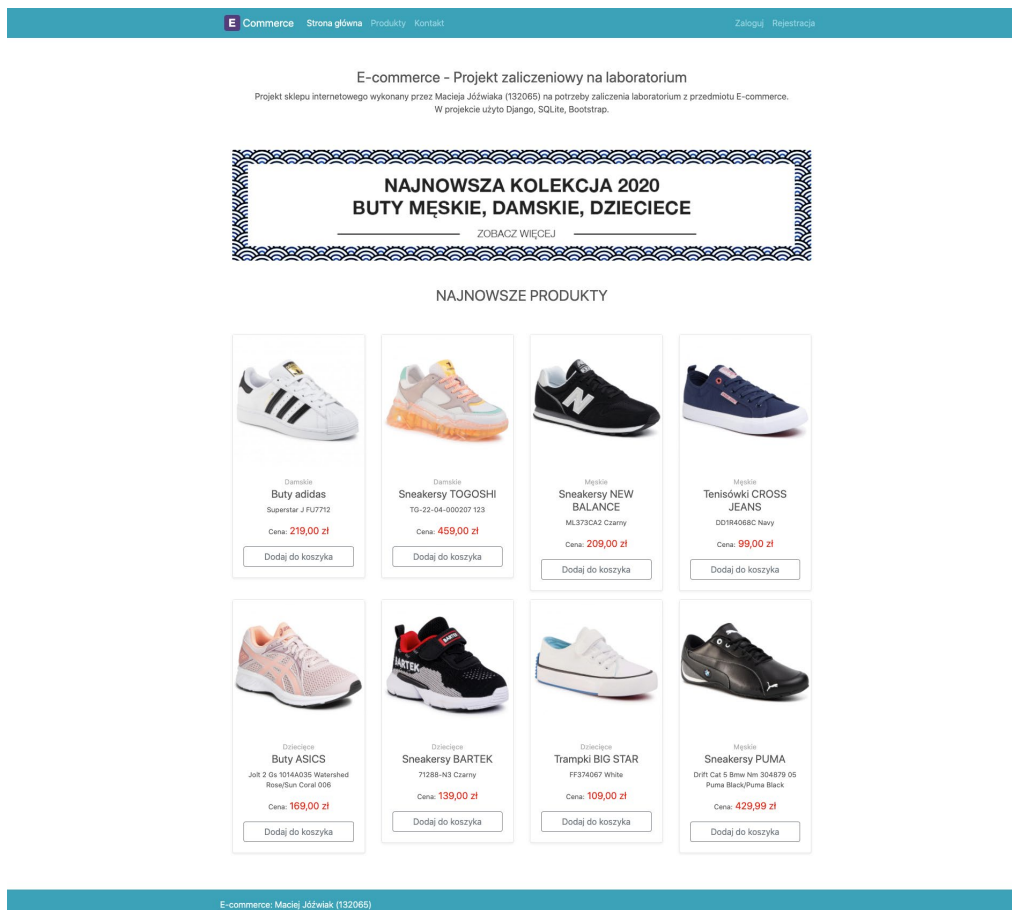 E Commerce Strona główna Produkty Kontakt Zaloguj Rejestracja
E-commerce - Projekt zaliczeniowy na laboratorium
Projekt sklepu internetowego wykonany przez Macieja Jóźwiaka (132065) na potrzeby zaliczenia laboratorium z przedmiotu E-commerce.
W projekcie użyto Django, SQLite, Bootstrap.
NAJNOWSZA KOLEKCJA 2020
BUTY MĘSKIE, DAMSKIE, DZIECIECE
ZOBACZ WIĘCEJ
NAJNOWSZE PRODUKTY
Damskie
Buty adidas
Superstar J FU7712
Cena: 219,00 zł
Dodaj do koszyka
Damskie
Sneakersy TOGOSHI
TG-22-04-000207 123
Cena: 459,00 zł
Dodaj do koszyka
N
Męskie
Sneakersy NEW
BALANCE
ML373CA2 Czarny
Cena: 209,00 zł
Dodaj do koszyka
Męskie
Tenisówki CROSS
JEANS
DD1R4068C Navy
Cena: 99,00 zł
Dodaj do koszyka
Dziecięce
Buty ASICS
Jolt 2 Gs 1014A035 Watershed
Rose/Sun Coral 006
Cena: 169,00 zł
Dodaj do koszyka
BARTEK
BARTEK
Dziecięce
Sneakersy BARTEK
71288-N3 Czarny
Cena: 139,00 zł
Dodaj do koszyka
Dziecięce
Trampki BIG STAR
FF374067 White
Cena: 109,00 zł
Dodaj do koszyka
Męskie
Sneakersy PUMA
Drift Cat 5 Bmw Nm 304879 05
Puma Black/Puma Black
Cena: 429,99 zł
Dodaj do koszyka
E-commerce: Maciej Jóźwiak (132065)